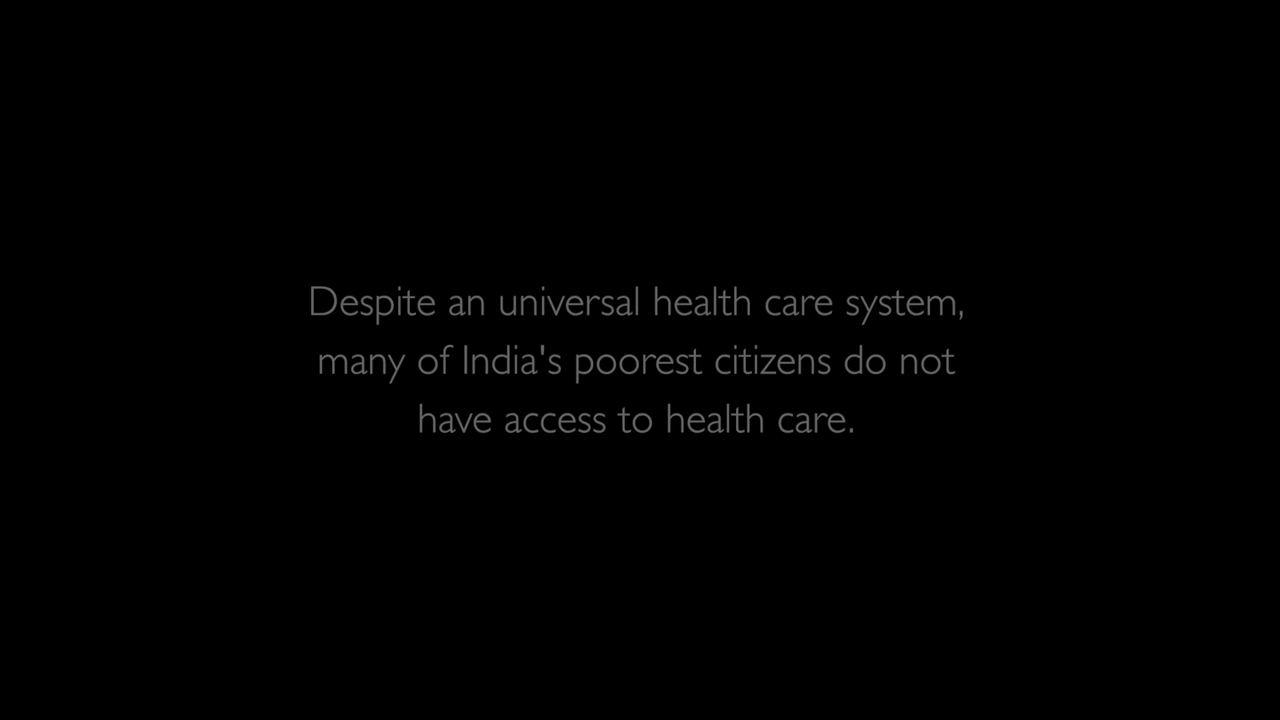 Despite an universal health care system,
many of India's poorest citizens do not
have access to health care.